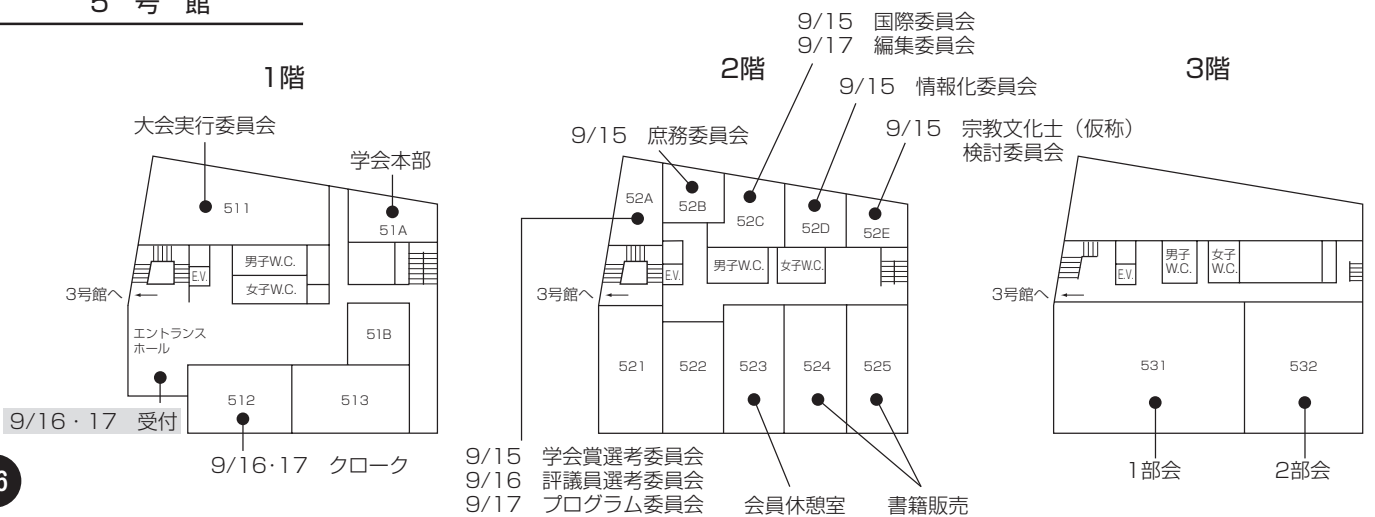 5 号 館
1階
大会実行委員会
学会本部
511
51A
E.V.
男子W.C.
女子W.C.
3号館へ
エントランス
ホール
51B
512
513
9/16・17 受付
9/16・17 クローク
2階
9/15 国際委員会
9/17 編集委員会
9/15 情報化委員会
9/15 庶務委員会
9/15 宗教文化士（仮称）
検討委員会
52A
52B
52C
52D
52E
E.V.
男子W.C.
女子W.C.
3号館へ
521
522
523
524
525
9/15 学会賞選考委員会
9/16 評議員選考委員会
9/17 プログラム委員会
会員休憩室
書籍販売
3階
E.V.
男子
W.C.
女子
W.C.
3号館へ
531
532
1部会
2部会